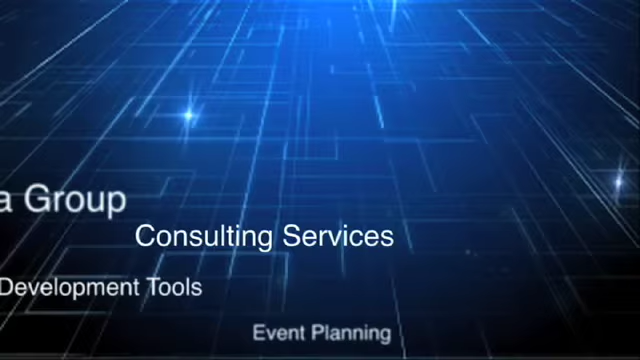 a Group
Consulting Services
Development Tools
Event Planning